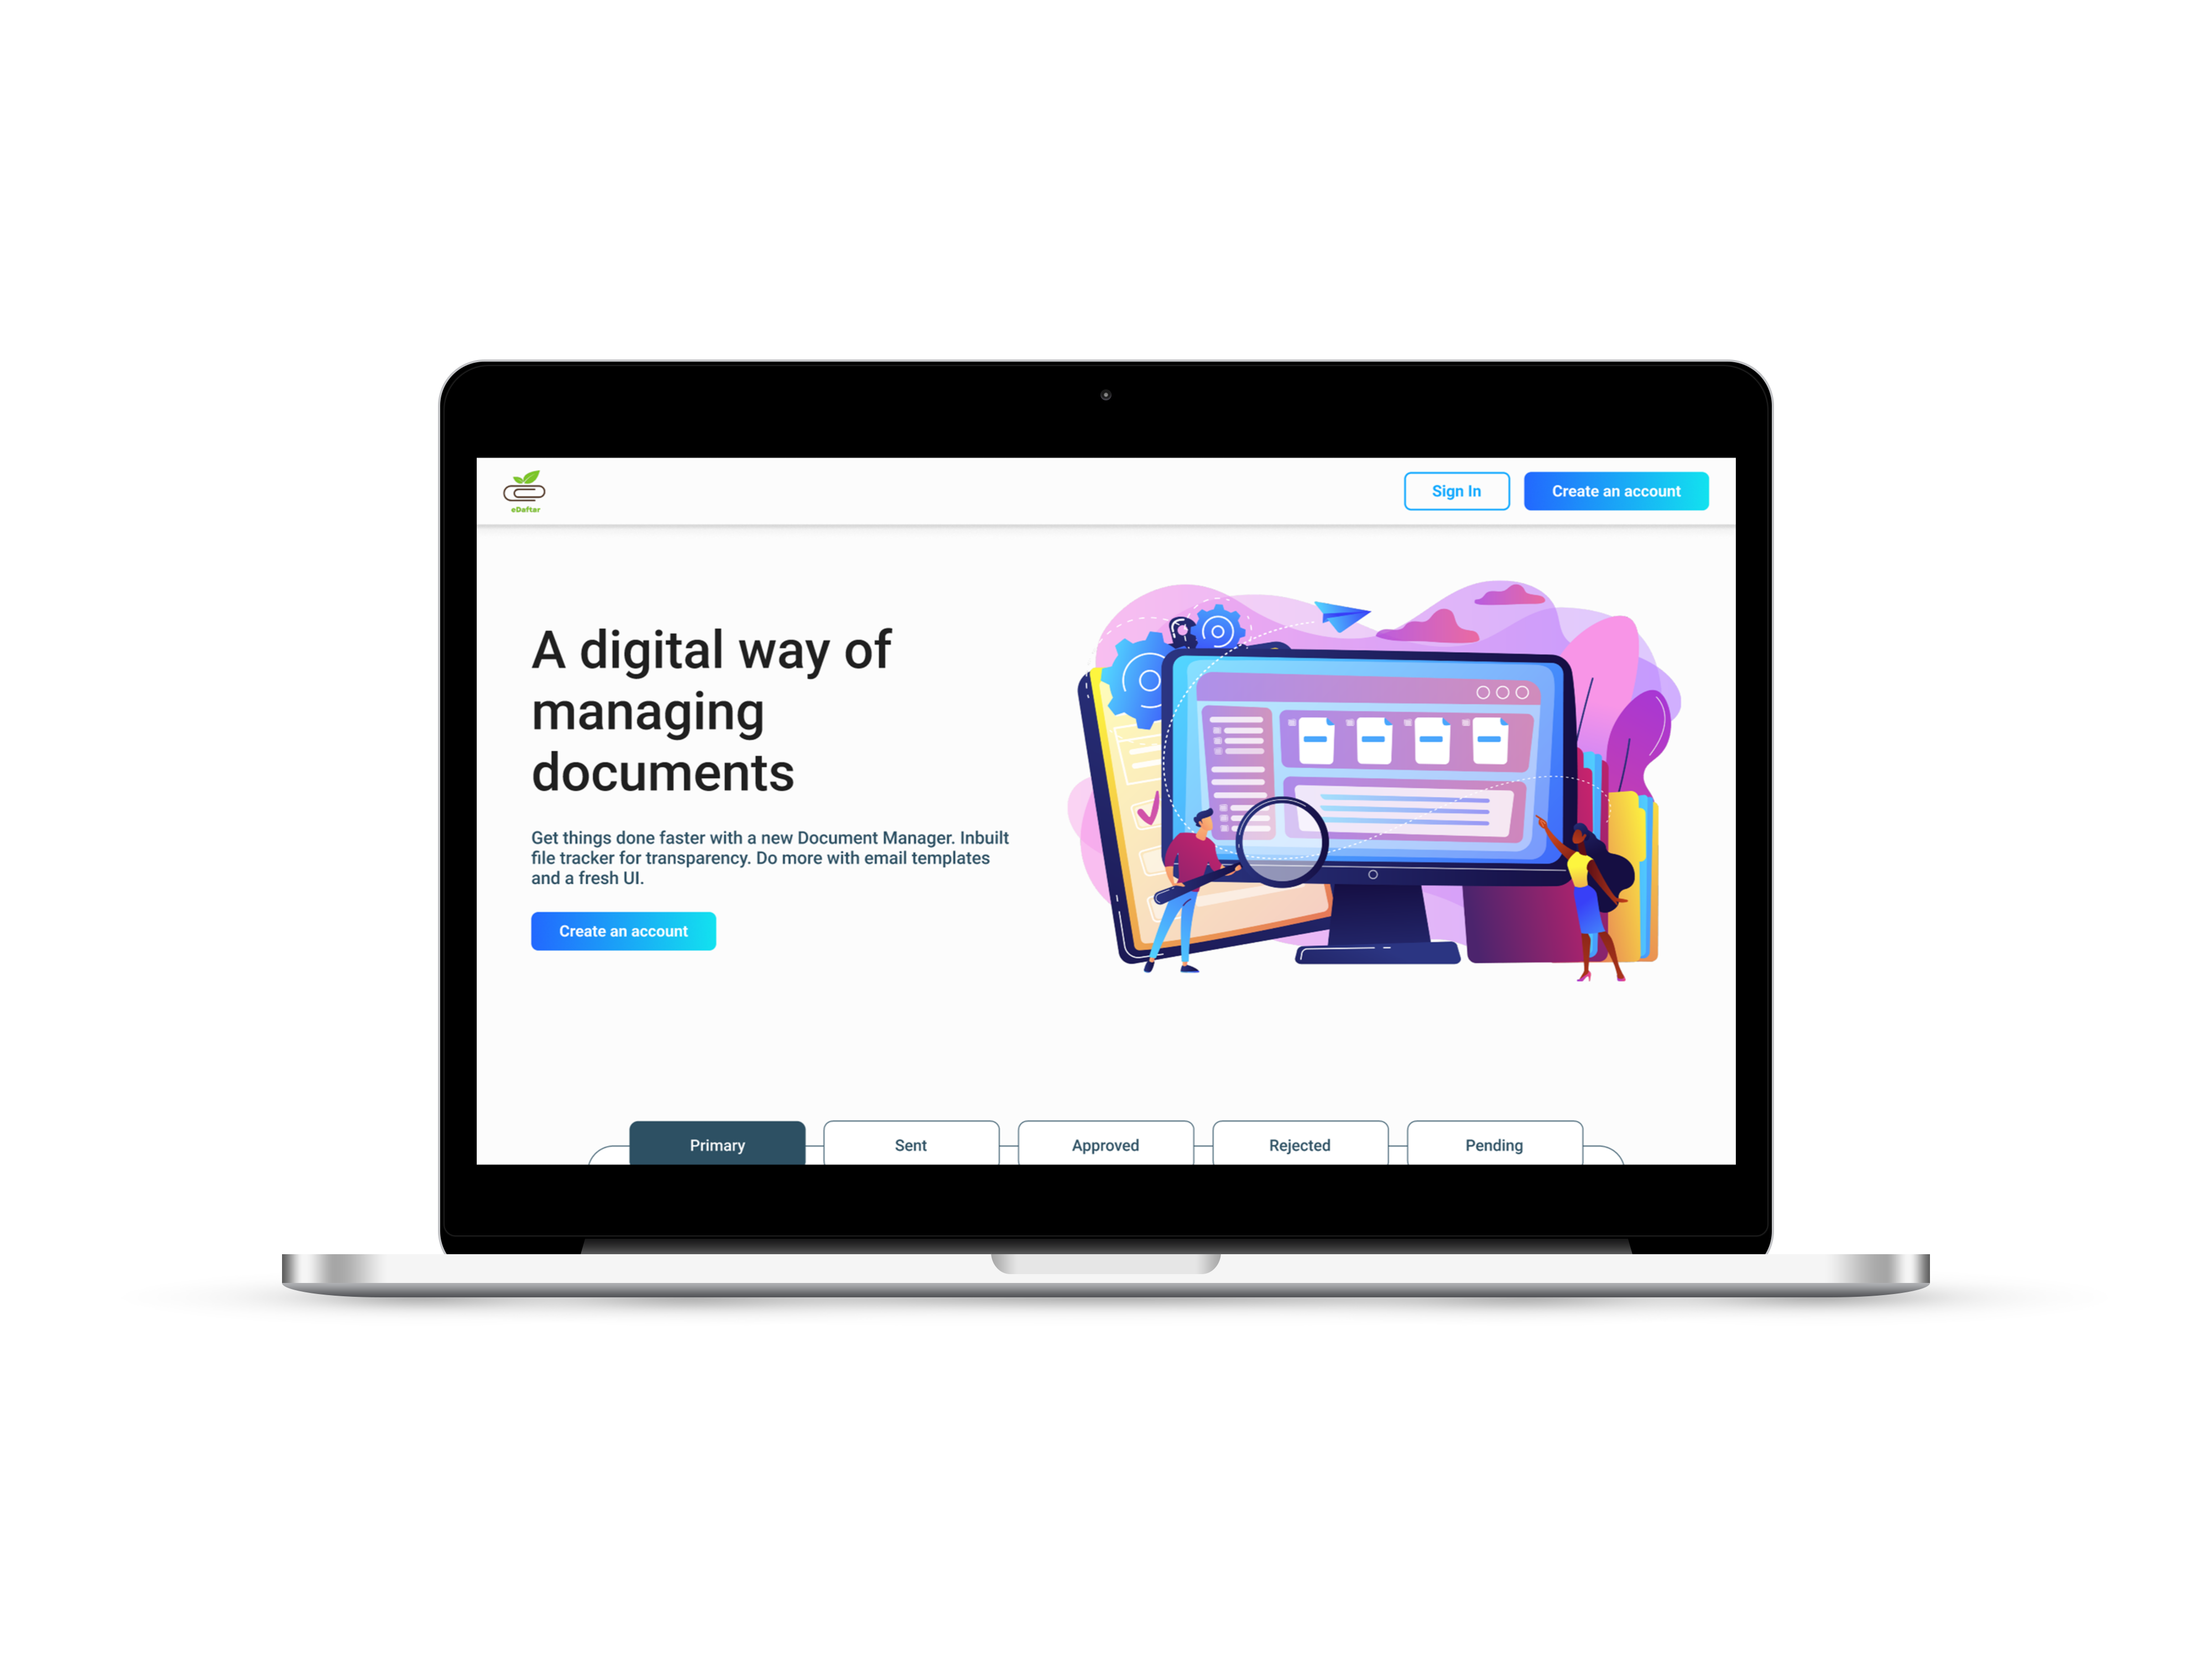 eDaftar
Sign In
Create an account
A digital way of
managing
documents
Get things done faster with a new Document Manager. Inbuilt
file tracker for transparency. Do more with email templates
and a fresh UI.
Create an account
Primary
Sent
Approved
Rejected
Pending